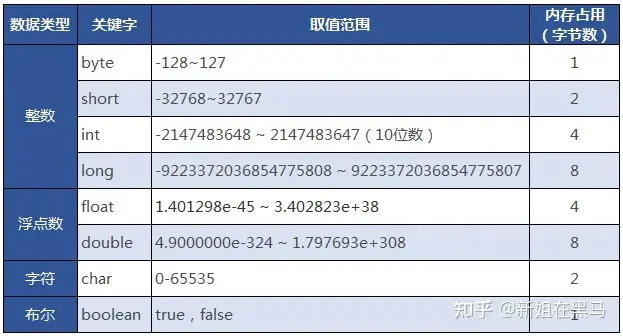 数据类型 关键字 取值范围 内存占用
（字节数）
整数 byte -128~127 1
short -32768~32767 2
int -2147483648 ~ 2147483647（10位数） 4
long -9223372036854775808 ~ 9223372036854775807 8
浮点数 float 1.401298e-45 ~ 3.402823e+38 4
double 4.9000000e-324 ~ 1.797693e+308 8
字符 char 0-65535 2
布尔 boolean true，false 1
知乎 @新姐在黑马